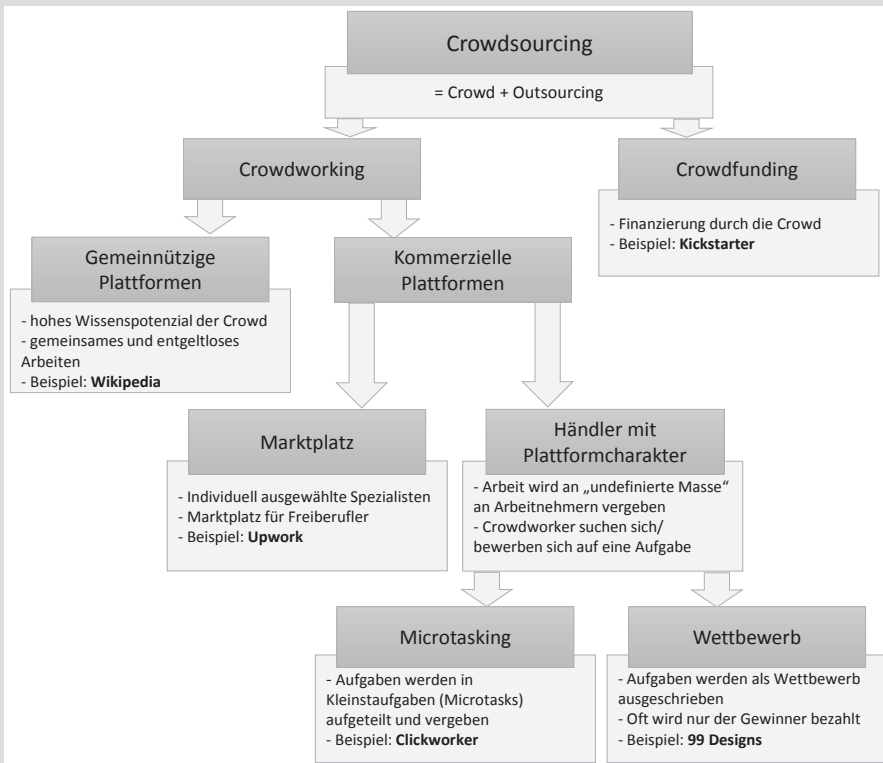 Crowdsourcing
= Crowd + Outsourcing
Crowdworking
Crowdfunding
- Finanzierung durch die Crowd
- Beispiel: Kickstarter
Gemeinnützige
Plattformen
- hohes Wissenspotenzial der Crowd
- gemeinsames und entgeltloses
Arbeiten
- Beispiel: Wikipedia
Kommerzielle
Plattformen
Marktplatz
- Individuell ausgewählte Spezialisten
- Marktplatz für Freiberufler
- Beispiel: Upwork
Händler mit
Plattformcharakter
- Arbeit wird an „undefinierte Masse“
an Arbeitnehmern vergeben
- Crowdworker suchen sich/
bewerben sich auf eine Aufgabe
Microtasking
- Aufgaben werden in
Kleinstaufgaben (Microtasks)
aufgeteilt und vergeben
- Beispiel: Clickworker
Wettbewerb
- Aufgaben werden als Wettbewerb
ausgeschrieben
- Oft wird nur der Gewinner bezahlt
- Beispiel: 99 Designs